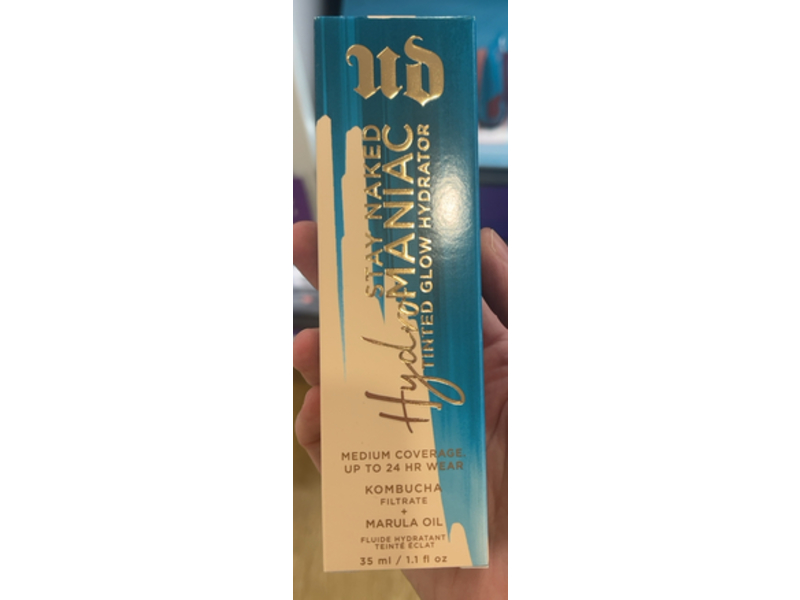 UD
STAY NAKED
HydroMANIAC
TINTED GLOW HYDRATOR
MEDIUM COVERAGE,
UP TO 24 HR WEAR
KOMBUCHA
FILTRATE
+
MARULA OIL
FLUIDE HYDRATANT
TEINTÉ ÉCLAT
35 ml / 1.1 fl oz